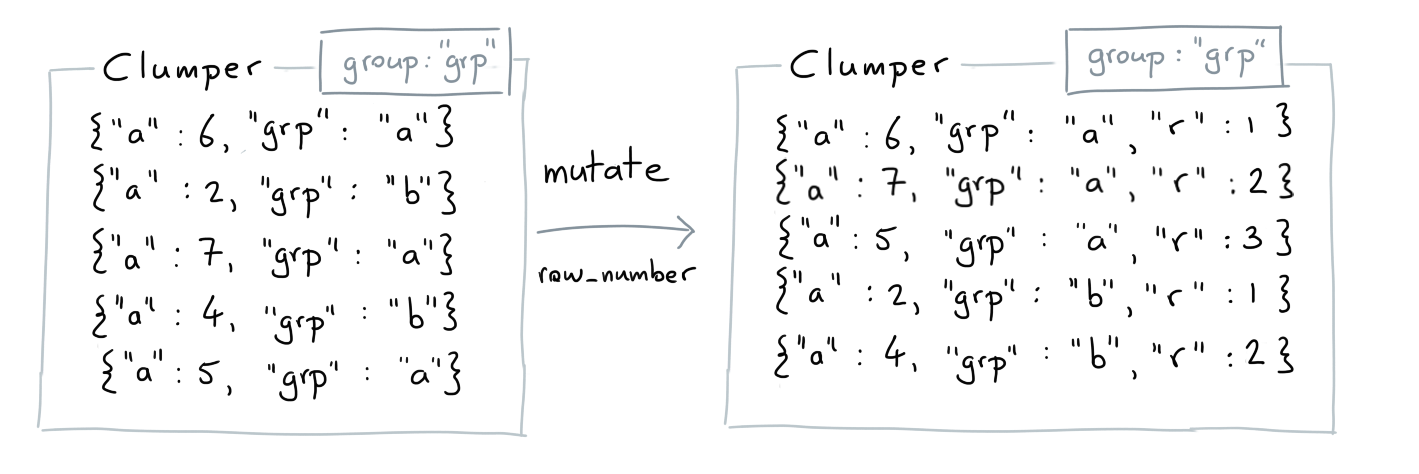 Clumper group: "grp"
{"a" : 6, "grp" : "a"}
{"a" : 2, "grp" : "b"}
{"a" : 7, "grp" : "a"}
{"a" : 4, "grp" : "b"}
{"a" : 5, "grp" : "a"}
mutate
row_number
Clumper group: "grp"
{"a" : 6, "grp" : "a", "r" : 1}
{"a" : 7, "grp" : "a", "r" : 2}
{"a" : 5, "grp" : "a", "r" : 3}
{"a" : 2, "grp" : "b", "r" : 1}
{"a" : 4, "grp" : "b", "r" : 2}